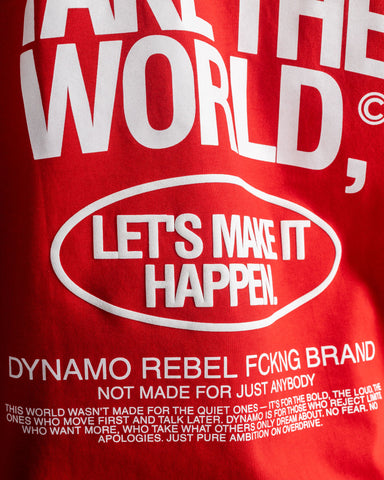 THE
WORLD,
©
LET'S MAKE IT
HAPPEN.
DYNAMO REBEL FCKNG BRAND
NOT MADE FOR JUST ANYBODY
THIS WORLD WASN'T MADE FOR THE QUIET ONES — IT'S FOR THE BOLD, THE LOUD, THE
ONES WHO MOVE FIRST AND TALK LATER. DYNAMO IS FOR THOSE WHO REJECT LIMITS
WHO WANT MORE, WHO TAKE WHAT OTHERS ONLY DREAM ABOUT. NO FEAR. NO
APOLOGIES. JUST PURE AMBITION ON OVERDRIVE.